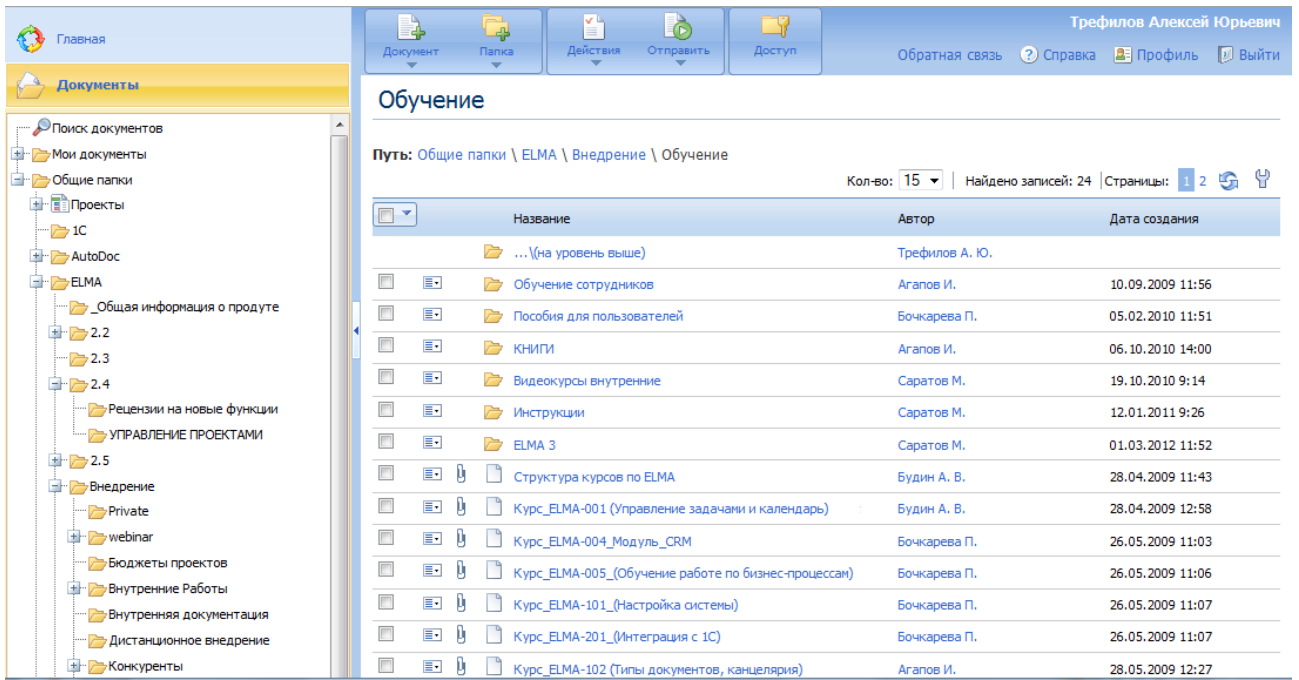 Главная
Документы
Поиск документов
Мои документы
Общие папки
Проекты
1С
AutoDoc
ELMA
_Общая информация о продуте
2.2
2.3
2.4
Рецензии на новые функции
УПРАВЛЕНИЕ ПРОЕКТАМИ
2.5
Внедрение
Private
webinar
Бюджеты проектов
Внутренние Работы
Внутренняя документация
Дистанционное внедрение
Конкуренты
Документ Папка Действия Отправить Доступ
Трефилов Алексей Юрьевич
Обратная связь Справка Профиль Выйти
Обучение
Путь: Общие папки \ ELMA \ Внедрение \ Обучение
Кол-во: 15 | Найдено записей: 24 | Страницы: 1 2
Название Автор Дата создания
...\(на уровень выше) Трефилов А. Ю.
Обучение сотрудников Агапов И. 10.09.2009 11:56
Пособия для пользователей Бочкарева П. 05.02.2010 11:51
КНИГИ Агапов И. 06.10.2010 14:00
Видеокурсы внутренние Саратов М. 19.10.2010 9:14
Инструкции Саратов М. 12.01.2011 9:26
ELMA 3 Саратов М. 01.03.2012 11:52
Структура курсов по ELMA Будин А. В. 28.04.2009 11:43
Курс_ELMA-001 (Управление задачами и календарь) Будин А. В. 28.04.2009 12:58
Курс_ELMA-004_Модуль_CRM Бочкарева П. 26.05.2009 11:03
Курс_ELMA-005_(Обучение работе по бизнес-процессам) Бочкарева П. 26.05.2009 11:06
Курс_ELMA-101_(Настройка системы) Бочкарева П. 26.05.2009 11:07
Курс_ELMA-201_(Интеграция с 1С) Бочкарева П. 26.05.2009 11:07
Курс_ELMA-102 (Типы документов, канцелярия) Агапов И. 28.05.2009 12:27